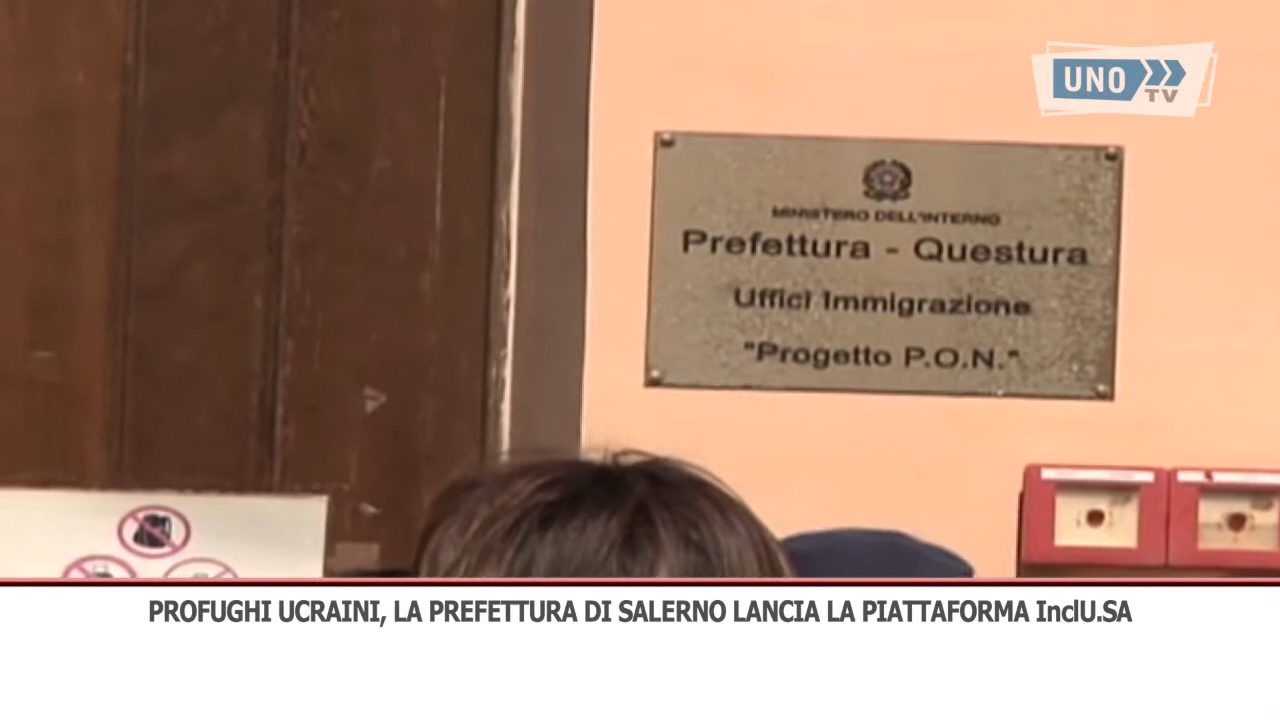 UNO
TV
MINISTERO DELL'INTERNO
Prefettura - Questura
Uffici Immigrazione
"Progetto P.O.N."
PROFUGHI UCRAINI, LA PREFETTURA DI SALERNO LANCIA LA PIATTAFORMA InclU.SA